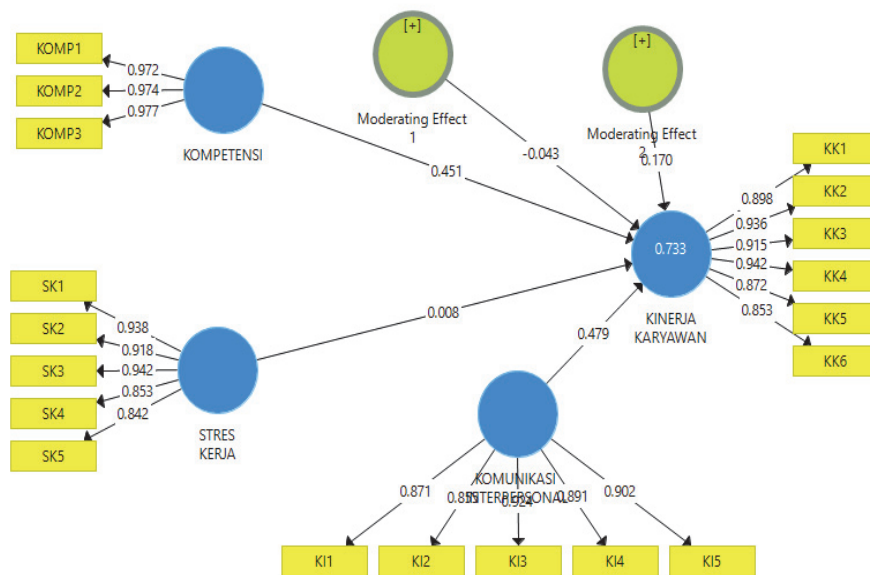 KOMP1
KOMP2
KOMP3
0.972
0.974
0.977
KOMPETENSI
[+]
Moderating Effect
1
[+]
Moderating Effect
2
-0.043
0.170
0.451
0.008
0.479
0.733
KINERJA
KARYAWAN
0.898
0.936
0.915
0.942
0.872
0.853
KK1
KK2
KK3
KK4
KK5
KK6
SK1
SK2
SK3
SK4
SK5
0.938
0.918
0.942
0.853
0.842
STRES
KERJA
KOMUNIKASI
INTERPERSONAL
0.871
0.924
0.891
0.902
KI1
KI2
KI3
KI4
KI5